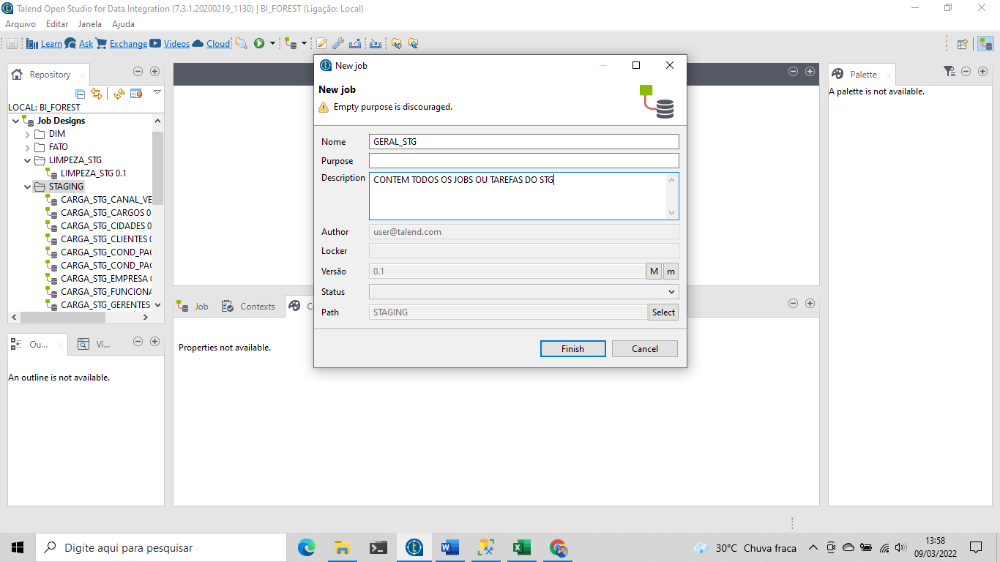 Talend Open Studio for Data Integration (7.3.1.20200219_1130) | BI_FOREST (Ligação: Local)
Arquivo Editar Janela Ajuda
Learn Ask Exchange Videos Cloud
Repository
LOCAL: BI_FOREST
Job Designs
DIM
FATO
LIMPEZA_STG
LIMPEZA_STG 0.1
STAGING
CARGA_STG_CANAL_VE
CARGA_STG_CARGOS 0
CARGA_STG_CIDADES 0
CARGA_STG_CLIENTES 0
CARGA_STG_COND_PAG
CARGA_STG_COND_PAG
CARGA_STG_EMPRESA
CARGA_STG_FUNCIONA
CARGA_STG_GERENTES
Ou... Vi...
An outline is not available.
New job
New job
Empty purpose is discouraged.
Nome GERAL_STG
Purpose
Description CONTEM TODOS OS JOBS OU TAREFAS DO STG
Author user@talend.com
Locker
Versão 0.1 M m
Status
Path STAGING Select
Finish Cancel
Job Contexts
Properties not available.
Palette
A palette is not available.
Digite aqui para pesquisar
30°C Chuva fraca
13:58
09/03/2022